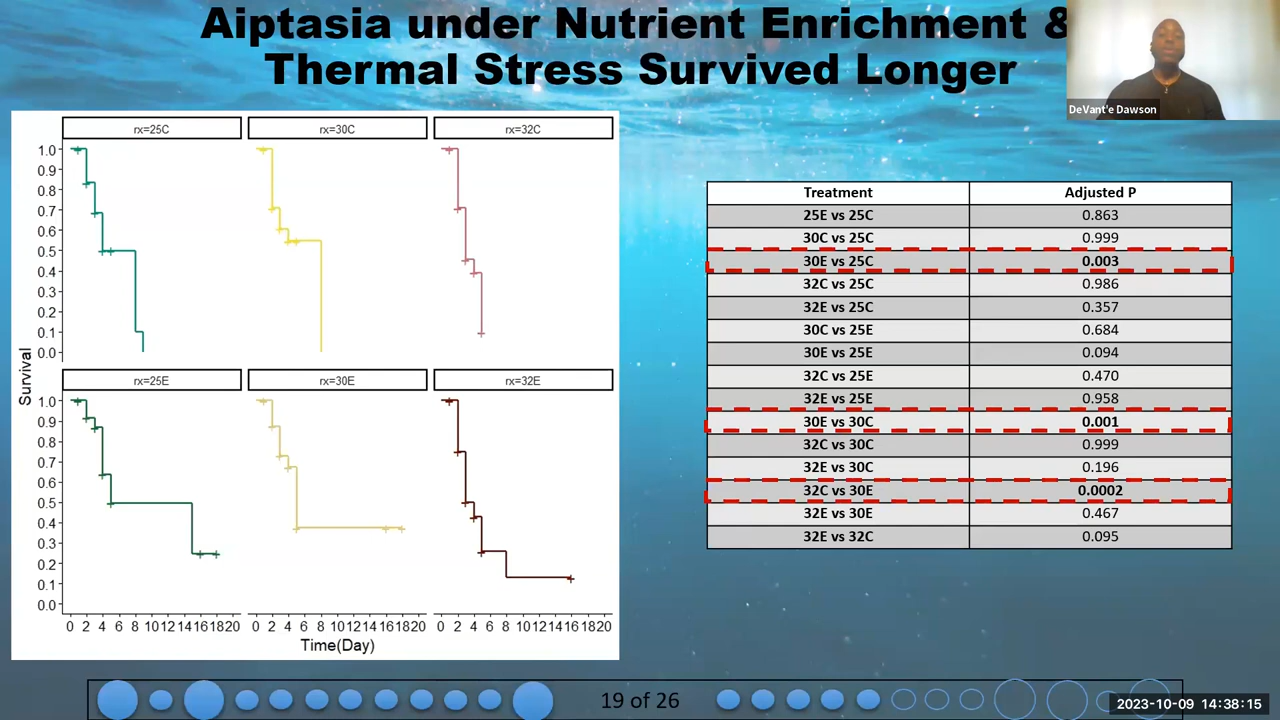 Aiptasia under Nutrient Enrichment &
Thermal Stress Survived Longer
DeVant'e Dawson
rx=25C
rx=30C
rx=32C
1.0
0.9
0.8
0.7
0.6
0.5
0.4
0.3
0.2
0.1
0.0
Survival
rx=25E
rx=30E
rx=32E
1.0
0.9
0.8
0.7
0.6
0.5
0.4
0.3
0.2
0.1
0.0
0 2 4 6 8 10 12 14 16 18 20
0 2 4 6 8 10 12 14 16 18 20
0 2 4 6 8 10 12 14 16 18 20
Time(Day)
Treatment Adjusted P
25E vs 25C 0.863
30C vs 25C 0.999
30E vs 25C 0.003
32C vs 25C 0.986
32E vs 25C 0.357
30C vs 25E 0.684
30E vs 25E 0.094
32C vs 25E 0.470
32E vs 25E 0.958
30E vs 30C 0.001
32C vs 30C 0.999
32E vs 30C 0.196
32C vs 30E 0.0002
32E vs 30E 0.467
32E vs 32C 0.095
19 of 26
2023-10-09 14:38:15